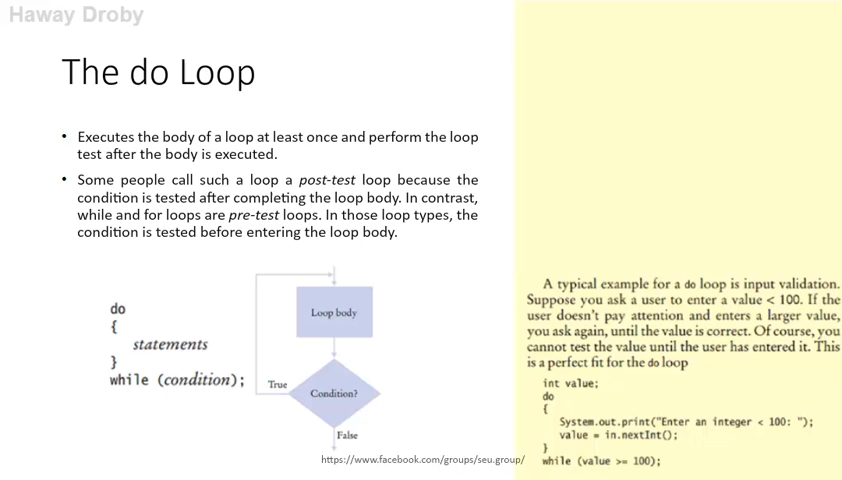 Haway Droby
The do Loop
• Executes the body of a loop at least once and perform the loop
test after the body is executed.
• Some people call such a loop a post-test loop because the
condition is tested after completing the loop body. In contrast,
while and for loops are pre-test loops. In those loop types, the
condition is tested before entering the loop body.
do
{
statements
}
while (condition);
Loop body
True
Condition?
False
https://www.facebook.com/groups/seu.group/
A typical example for a do loop is input validation.
Suppose you ask a user to enter a value < 100. If the
user doesn't pay attention and enters a larger value,
you ask again, until the value is correct. Of course, you
cannot test the value until the user has entered it. This
is a perfect fit for the do loop
int value;
do
{
System.out.print("Enter an integer < 100: ");
value = in.nextInt();
}
while (value >= 100);